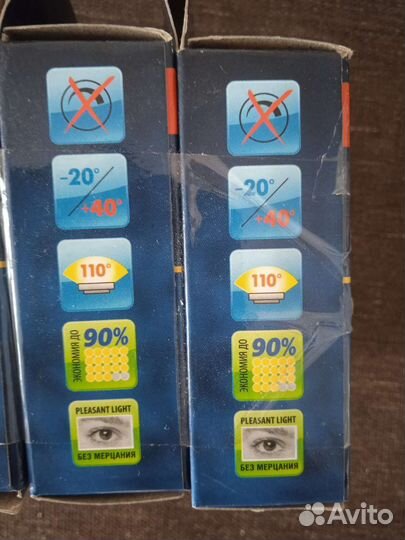 -20°
+40°
110°
ЭКОНОМИЯ ДО
90%
PLEASANT LIGHT
БЕЗ МЕРЦАНИЯ
-20°
+40°
110°
ЭКОНОМИЯ ДО
90%
PLEASANT LIGHT
БЕЗ МЕРЦАНИЯ
Avito